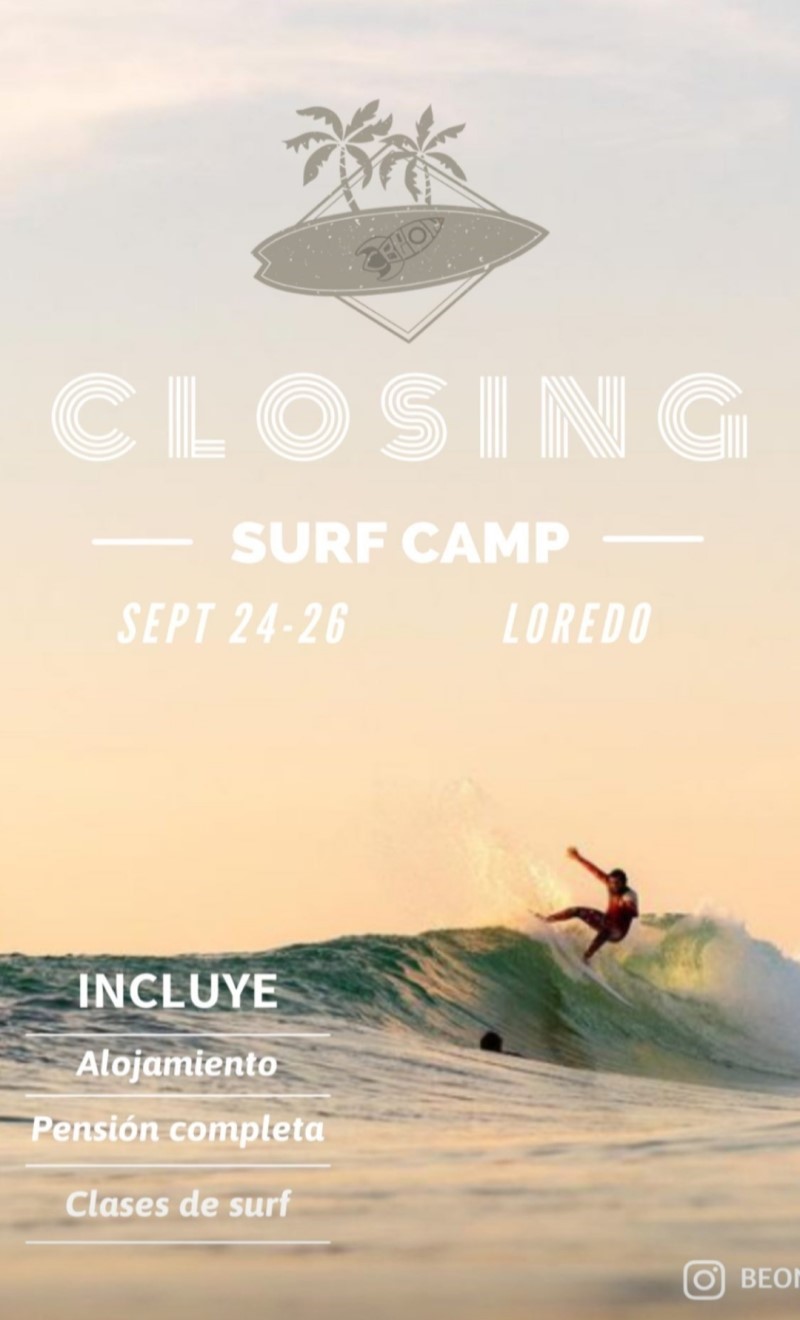 CLOSING
SURF CAMP
SEPT 24-26 LOREDO
INCLUYE
Alojamiento
Pensión completa
Clases de surf